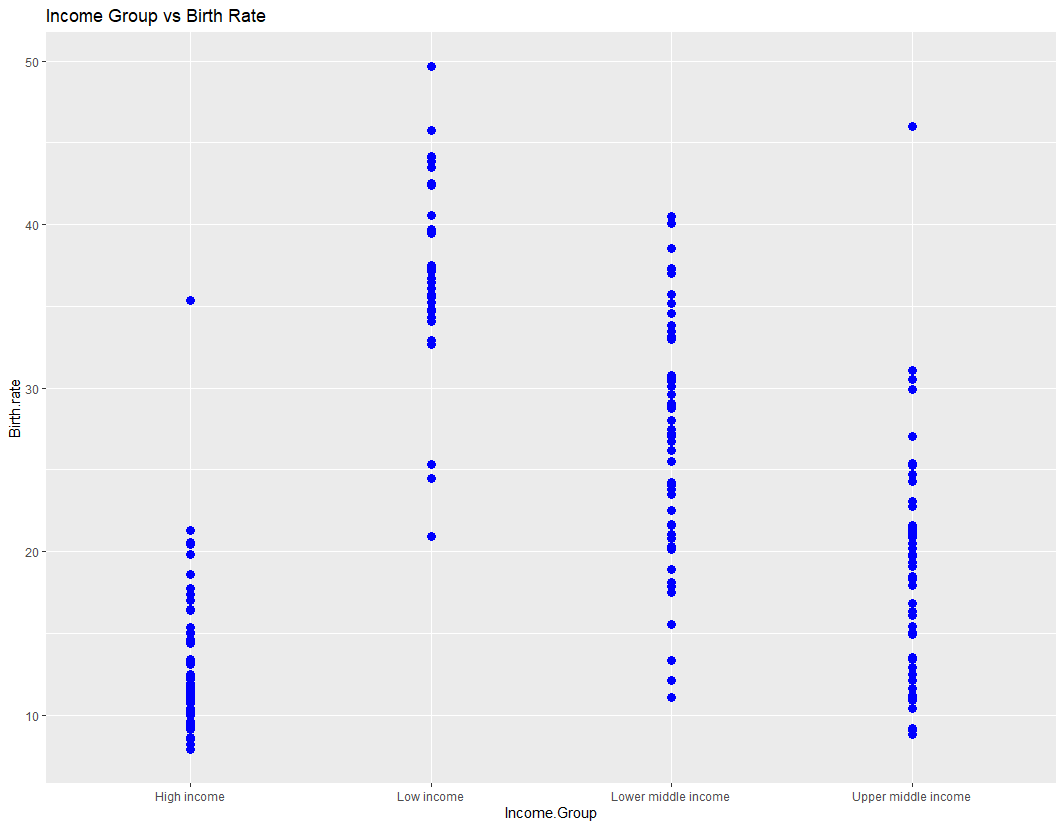 Income Group vs Birth Rate
50
40
30
20
10
Birth.rate
High income
Low income
Lower middle income
Upper middle income
Income.Group